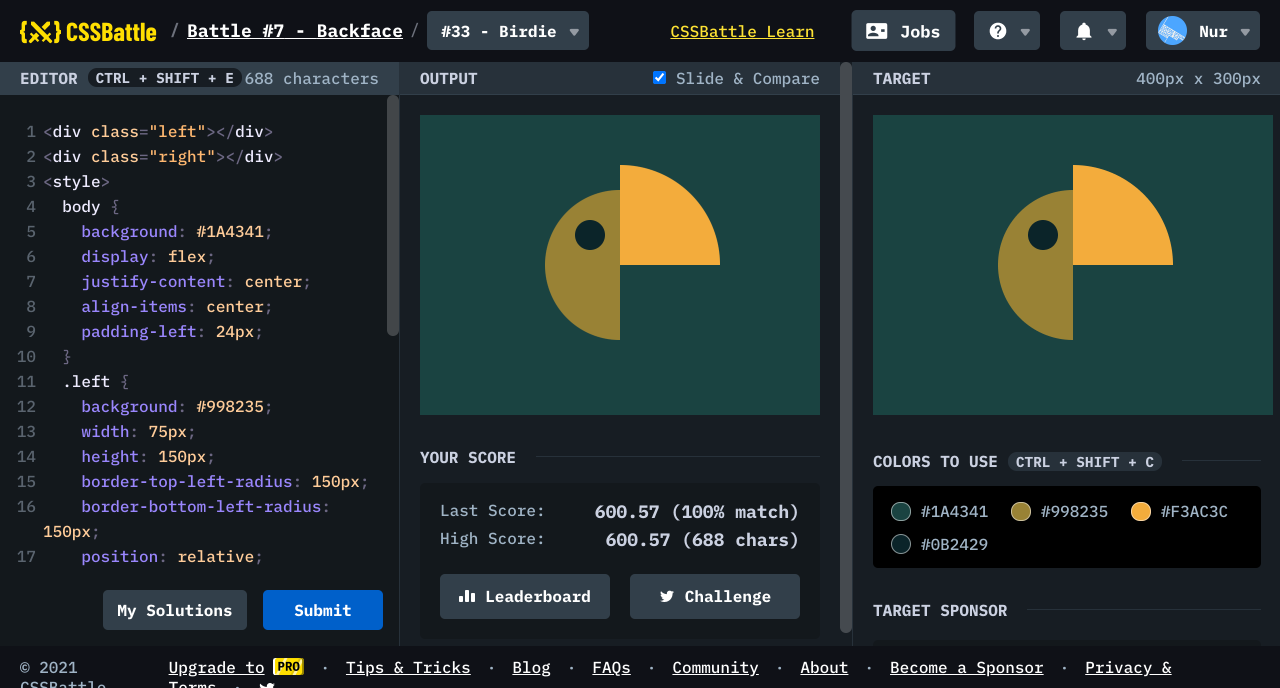 CSSBattle / Battle #7 - Backface / #33 - Birdie CSSBattle Learn Jobs Nur
EDITOR CTRL + SHIFT + E 688 characters
OUTPUT Slide & Compare
TARGET 400px x 300px
1 <div class="left"></div>
2 <div class="right"></div>
3 <style>
4 body {
5 background: #1A4341;
6 display: flex;
7 justify-content: center;
8 align-items: center;
9 padding-left: 24px;
10 }
11 .left {
12 background: #998235;
13 width: 75px;
14 height: 150px;
15 border-top-left-radius: 150px;
16 border-bottom-left-radius:
150px;
17 position: relative;
My Solutions Submit
YOUR SCORE
Last Score: 600.57 (100% match)
High Score: 600.57 (688 chars)
Leaderboard Challenge
COLORS TO USE CTRL + SHIFT + C
#1A4341 #998235 #F3AC3C
#0B2429
TARGET SPONSOR
© 2021
CSSBattle
Upgrade to PRO · Tips & Tricks · Blog · FAQs · Community · About · Become a Sponsor · Privacy &
Terms ·